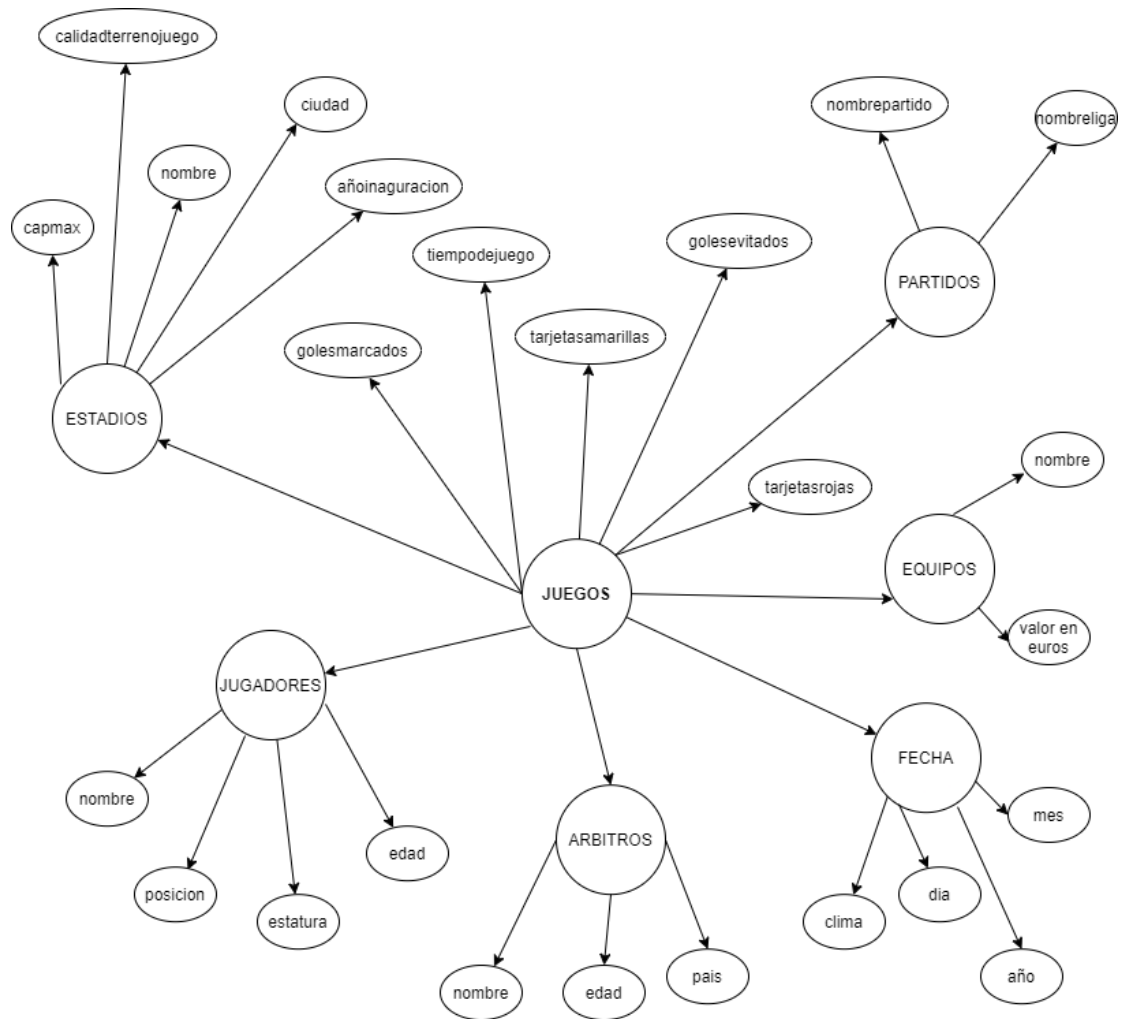 calidadterrenojuego
ciudad
nombrepartido
nombreliga
nombre
añoinaguracion
capmax
golesevitados
tiempodejuego
PARTIDOS
tarjetasamarillas
golesmarcados
ESTADIOS
nombre
tarjetasrojas
EQUIPOS
JUEGOS
valor en
euros
JUGADORES
FECHA
nombre
mes
ARBITROS
edad
posicion
dia
estatura
clima
pais
año
nombre
edad